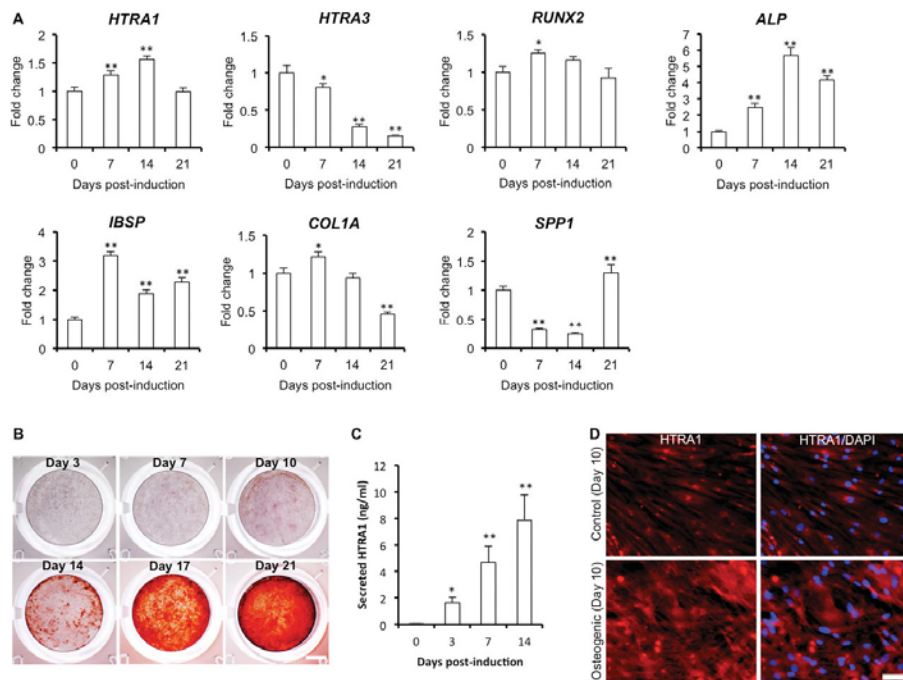 A
HTRA1
HTRA3
RUNX2
ALP
Fold change
2
1.5
1
0.5
0
** **
0 7 14 21
Days post-induction
Fold change
1.5
1
0.5
0
* ** **
0 7 14 21
Days post-induction
Fold change
2
1.5
1
0.5
0
*
0 7 14 21
Days post-induction
Fold change
7
6
5
4
3
2
1
0
** ** **
0 7 14 21
Days post-induction
IBSP
COL1A
SPP1
Fold change
4
3
2
1
0
** ** **
0 7 14 21
Days post-induction
Fold change
1.5
1
0.5
0
* **
0 7 14 21
Days post-induction
Fold change
2
1.5
1
0.5
0
** ** **
0 7 14 21
Days post-induction
B
Day 3 Day 7 Day 10
Day 14 Day 17 Day 21
C
Secreted HTRA1 (ng/ml)
12
10
8
6
4
2
0
* ** **
0 3 7 14
Days post-induction
D
HTRA1 HTRA1/DAPI
Control (Day 10)
Osteogenic (Day 10)